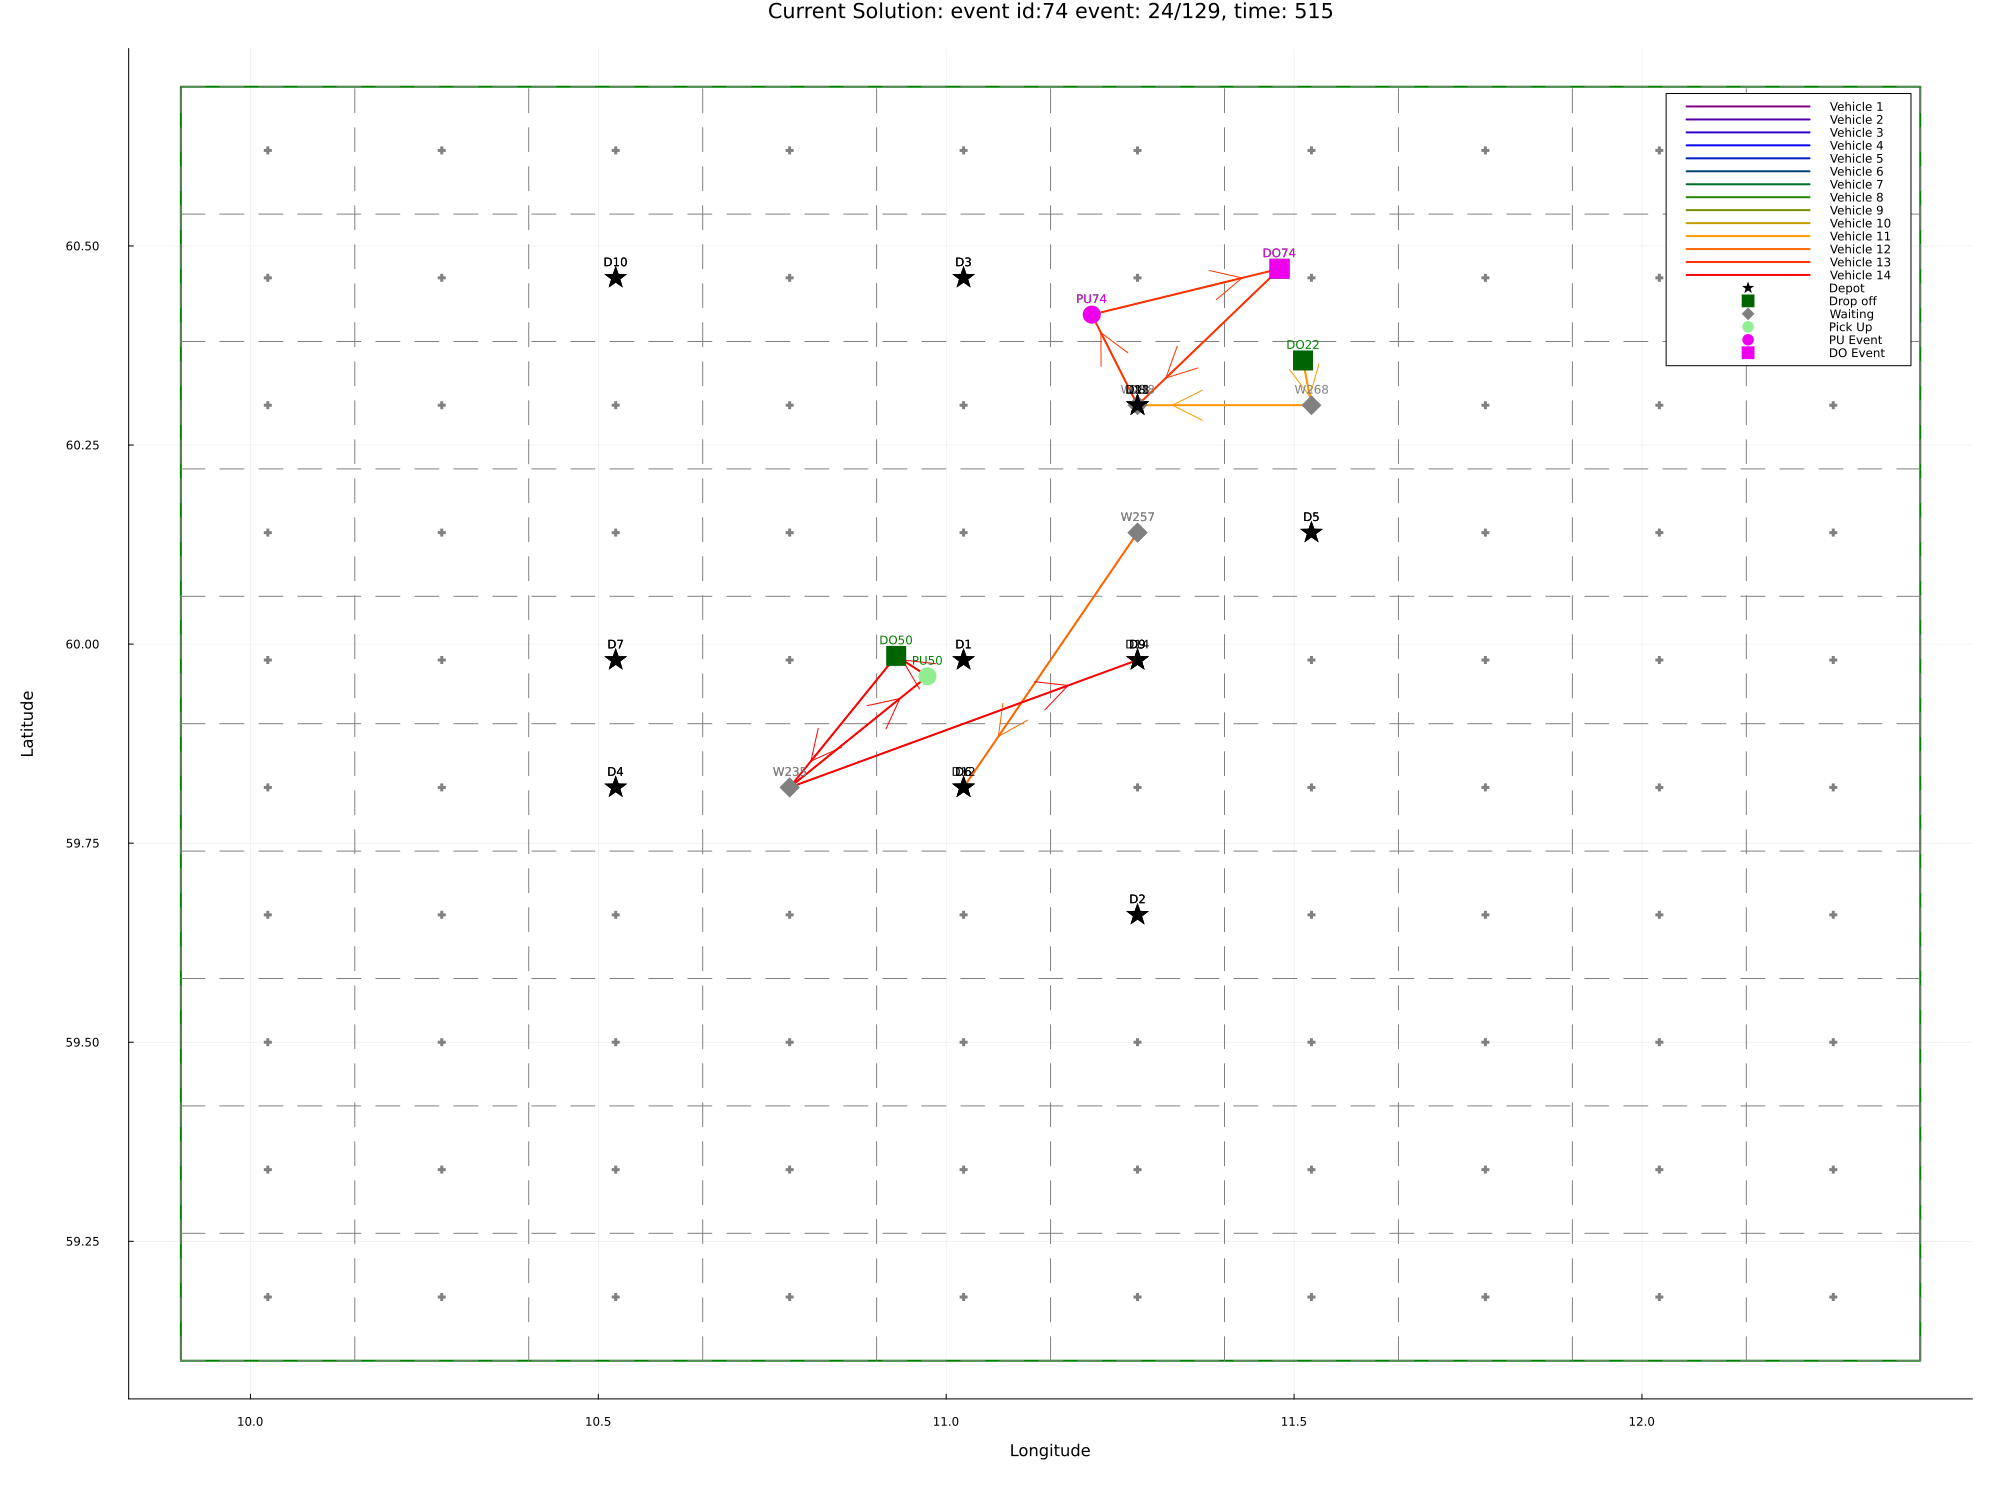 Current Solution: event id:74 event: 24/129, time: 515
Vehicle 1
Vehicle 2
Vehicle 3
Vehicle 4
Vehicle 5
Vehicle 6
Vehicle 7
Vehicle 8
Vehicle 9
Vehicle 10
Vehicle 11
Vehicle 12
Vehicle 13
Vehicle 14
Depot
Drop off
Waiting
Pick Up
PU Event
DO Event
60.50
60.25
60.00
59.75
59.50
59.25
Latitude
D10
D3
DO74
PU74
DO22
W268
W257
D5
D7
DO50
PU50
D1
D4
D2
10.0
10.5
11.0
11.5
12.0
Longitude